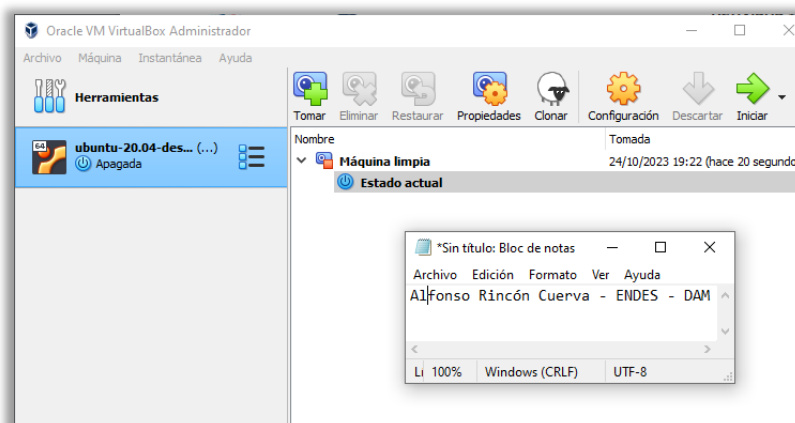 Oracle VM VirtualBox Administrador
Archivo Máquina Instantánea Ayuda
Herramientas
Tomar Eliminar Restaurar Propiedades Clonar Configuración Descartar Iniciar
64
ubuntu-20.04-des... (...)
Apagada
Nombre Tomada
Máquina limpia 24/10/2023 19:22 (hace 20 segundo
Estado actual
*Sin título: Bloc de notas
Archivo Edición Formato Ver Ayuda
Alfonso Rincón Cuerva - ENDES - DAM
100% Windows (CRLF) UTF-8